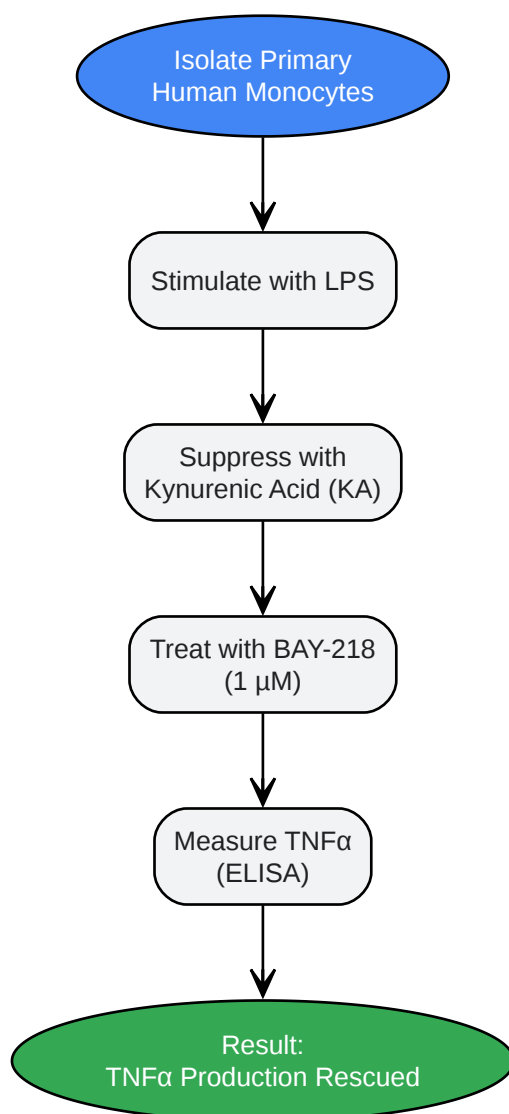 Isolate Primary
Human Monocytes
Stimulate with LPS
Suppress with
Kynurenic Acid (KA)
Treat with BAY-218
(1 µM)
Measure TNFα
(ELISA)
Result:
TNFα Production Rescued